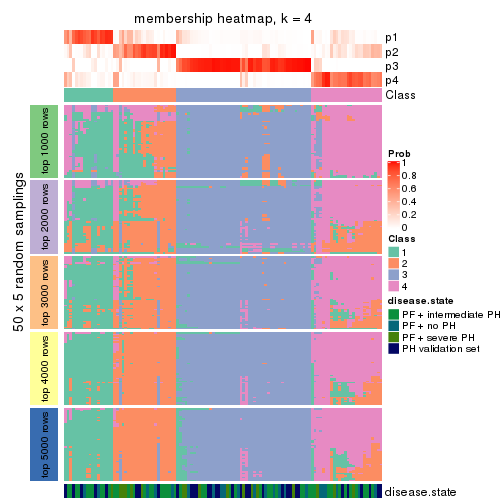 membership heatmap, k = 4
p1
p2
p3
p4
Class
50 x 5 random samplings
top 1000 rows
top 2000 rows
top 3000 rows
top 4000 rows
top 5000 rows
disease.state
Prob
1
0.8
0.6
0.4
0.2
0
Class
1
2
3
4
disease.state
PF + intermediate PH
PF + no PH
PF + severe PH
PH validation set